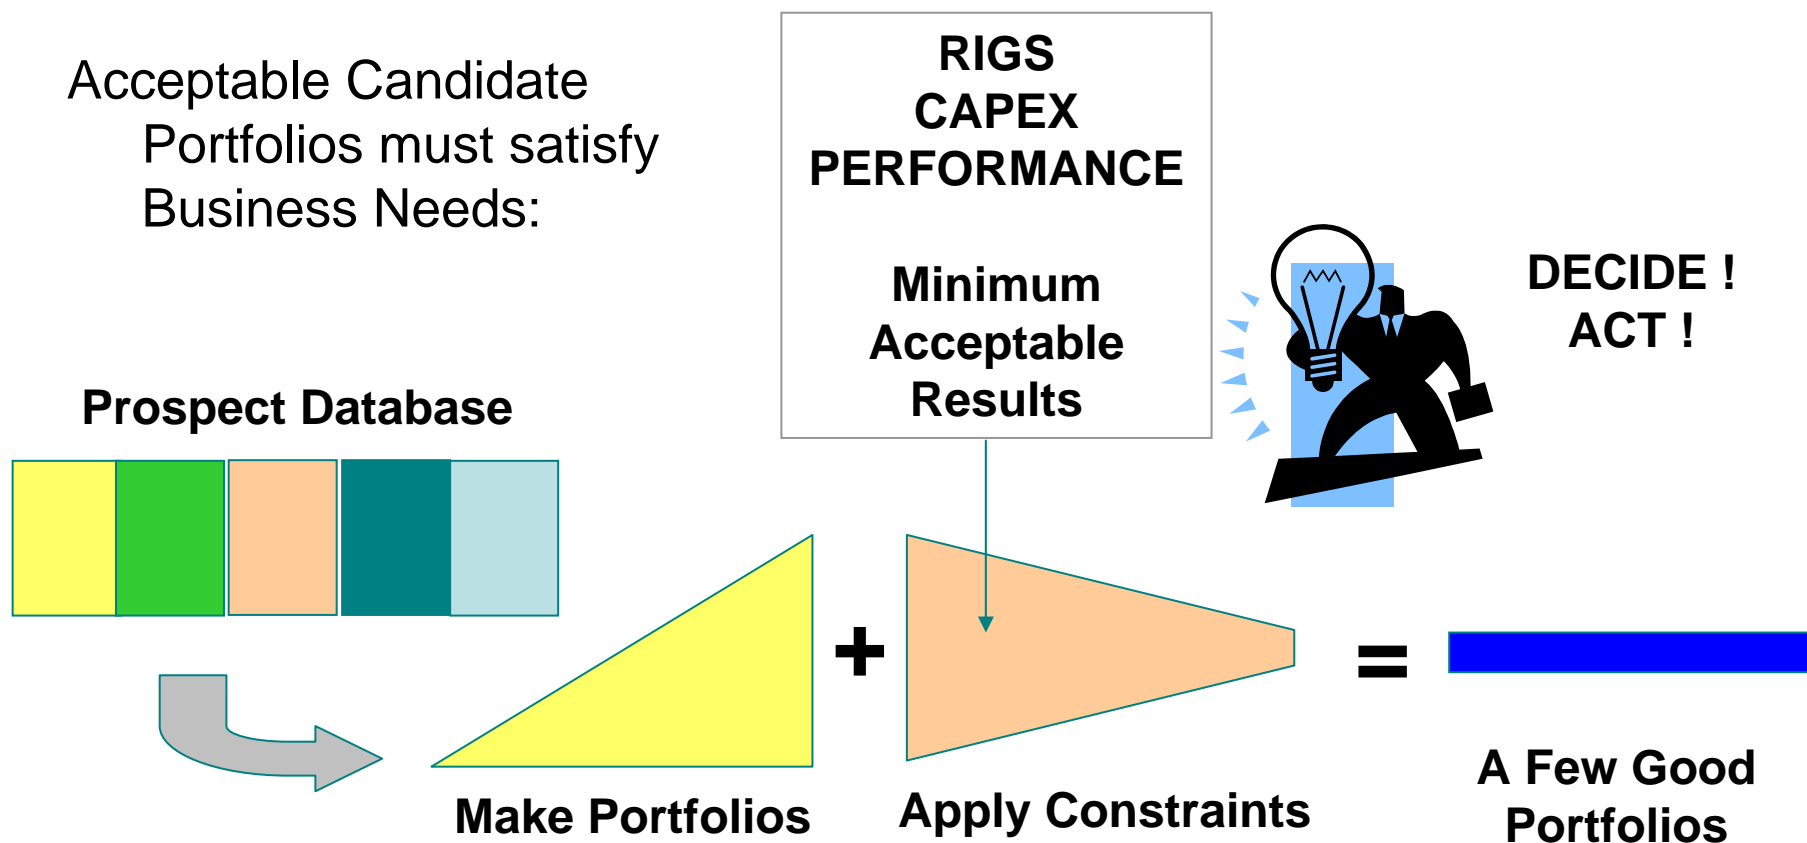 Acceptable Candidate
Portfolios must satisfy
Business Needs:
RIGS
CAPEX
PERFORMANCE
Minimum
Acceptable
Results
DECIDE !
ACT !
Prospect Database
+
=
Make Portfolios
Apply Constraints
A Few Good
Portfolios